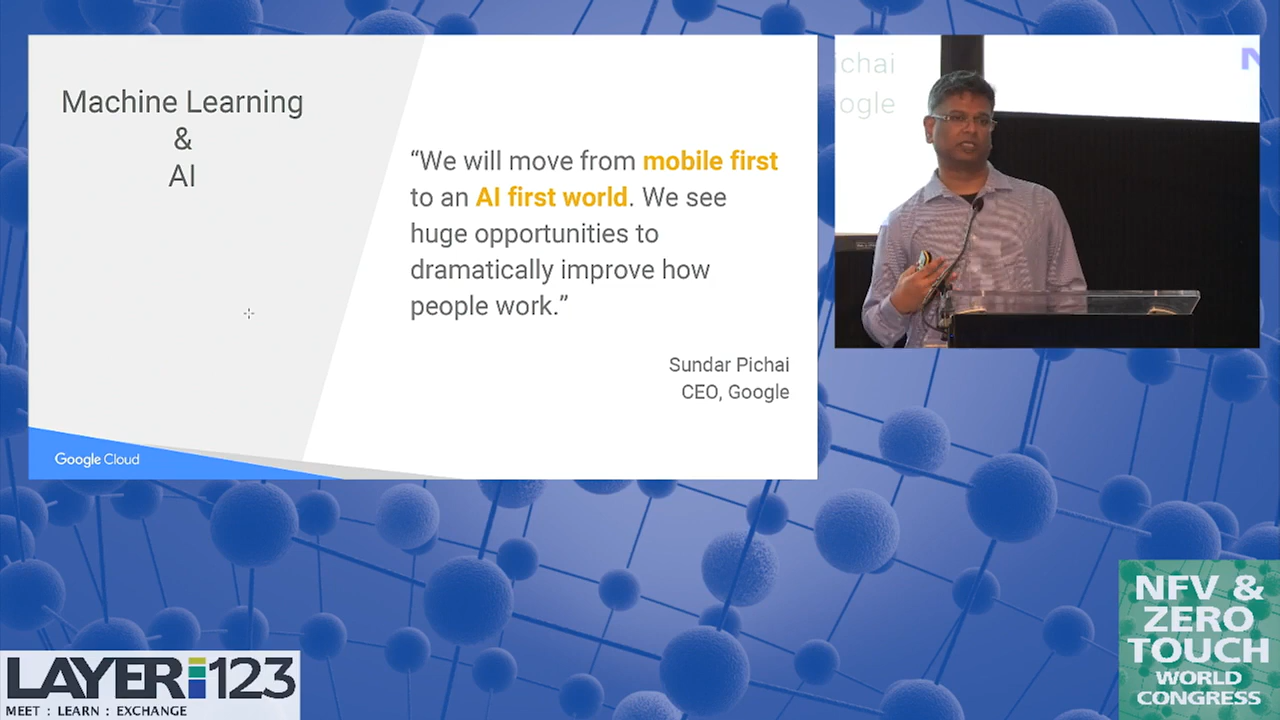 Machine Learning
&
AI
“We will move from mobile first
to an AI first world. We see
huge opportunities to
dramatically improve how
people work.”
Sundar Pichai
CEO, Google
Google Cloud
ichai
ogle
N
LAYER123
MEET : LEARN : EXCHANGE
NFV &
ZERO
TOUCH
WORLD
CONGRESS